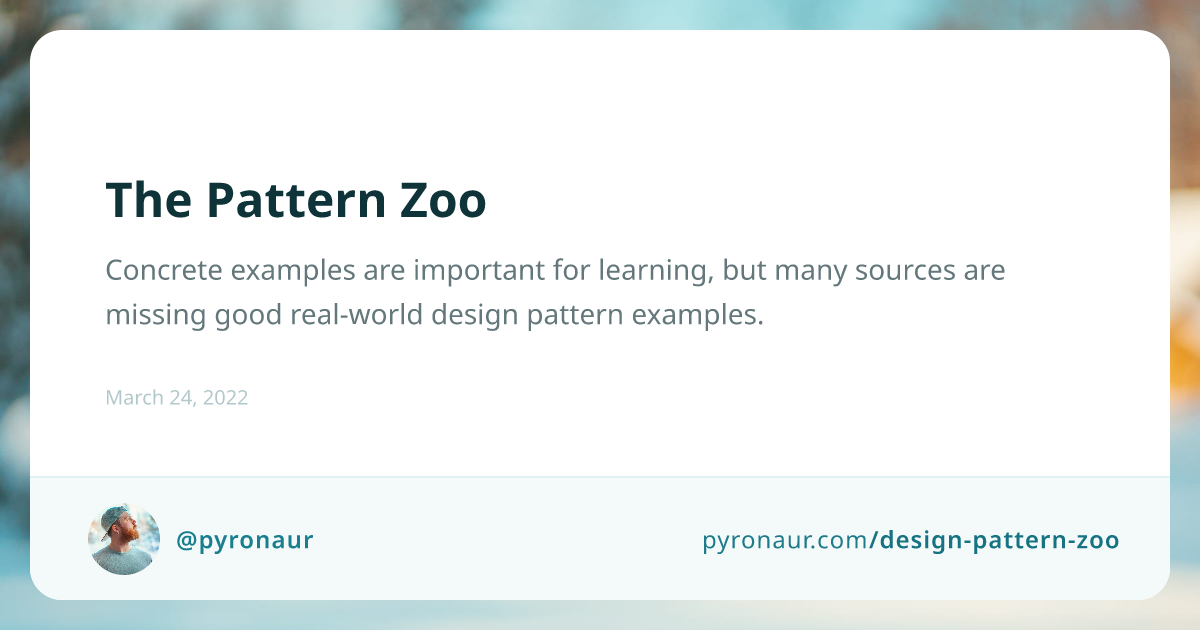 The Pattern Zoo
Concrete examples are important for learning, but many sources are
missing good real-world design pattern examples.
March 24, 2022
@pyronaur
pyronaur.com/design-pattern-zoo